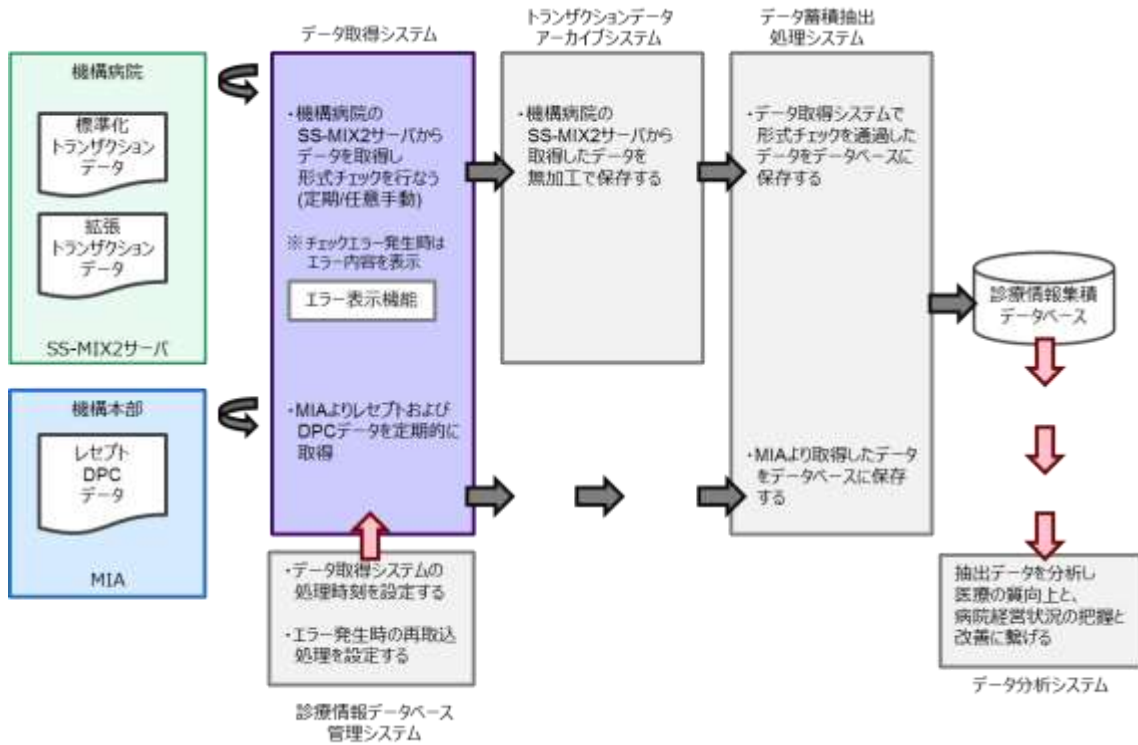 データ取得システム
トランザクションデータ
アーカイブシステム
データ蓄積抽出
処理システム
機構病院
標準化
トランザクション
データ
拡張
トランザクション
データ
SS-MIX2サーバ
・機構病院の
SS-MIX2サーバから
データを取得し
形式チェックを行なう
(定期/任意手動)
※チェックエラー発生時は
エラー内容を表示
エラー表示機能
・機構病院の
SS-MIX2サーバから
取得したデータを
無加工で保存する
・データ取得システムで
形式チェックを通過した
データをデータベースに
保存する
診療情報集積
データベース
機構本部
レセプト
DPC
データ
MIA
・MIAよりレセプトおよび
DPCデータを定期的に
取得
・MIAより取得したデータ
をデータベースに保存
する
・データ取得システムの
処理時刻を設定する
・エラー発生時の再取込
処理を設定する
診療情報データベース
管理システム
抽出データを分析し
医療の質向上と、
病院経営状況の把握と
改善に繋げる
データ分析システム